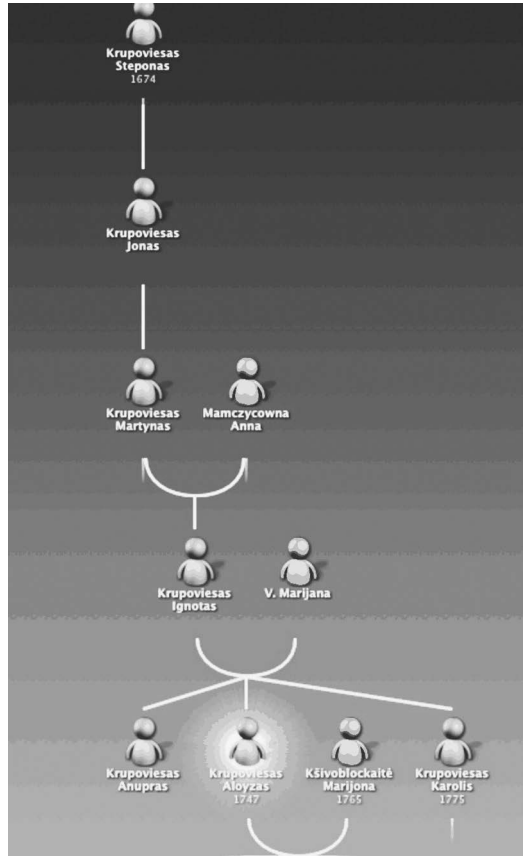 Krupoviesas
Steponas
1674
Krupoviesas
Jonas
Krupoviesas
Martynas
Mamczycowna
Anna
Krupoviesas
Ignotas
V. Marijana
Krupoviesas
Anupras
Krupoviesas
Aloyzas
1747
Kšivoblockaitė
Marijona
1765
Krupoviesas
Karolis
1775